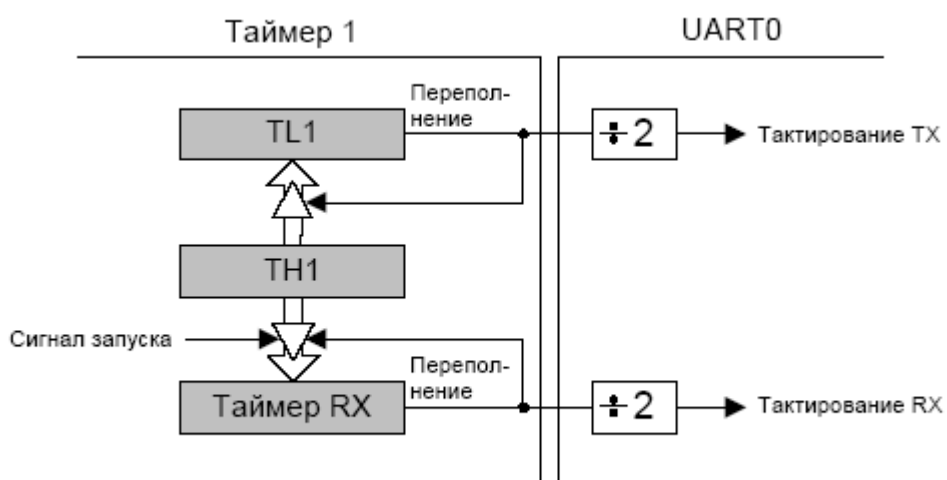 Таймер 1
UART0
Перепол-
нение
TL1
÷2
Тактирование TX
TH1
Сигнал запуска
Перепол-
нение
Таймер RX
÷2
Тактирование RX